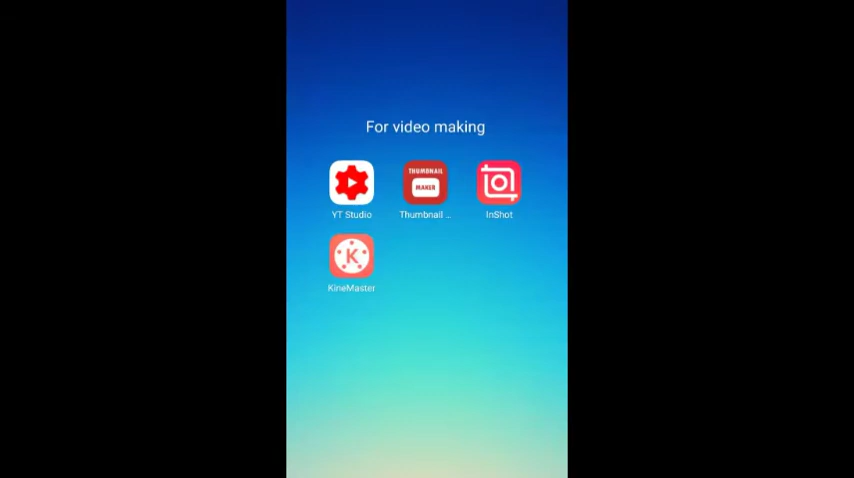 For video making
THUMBNAIL
MAKER
YT Studio
Thumbnail ...
InShot
K
KineMaster